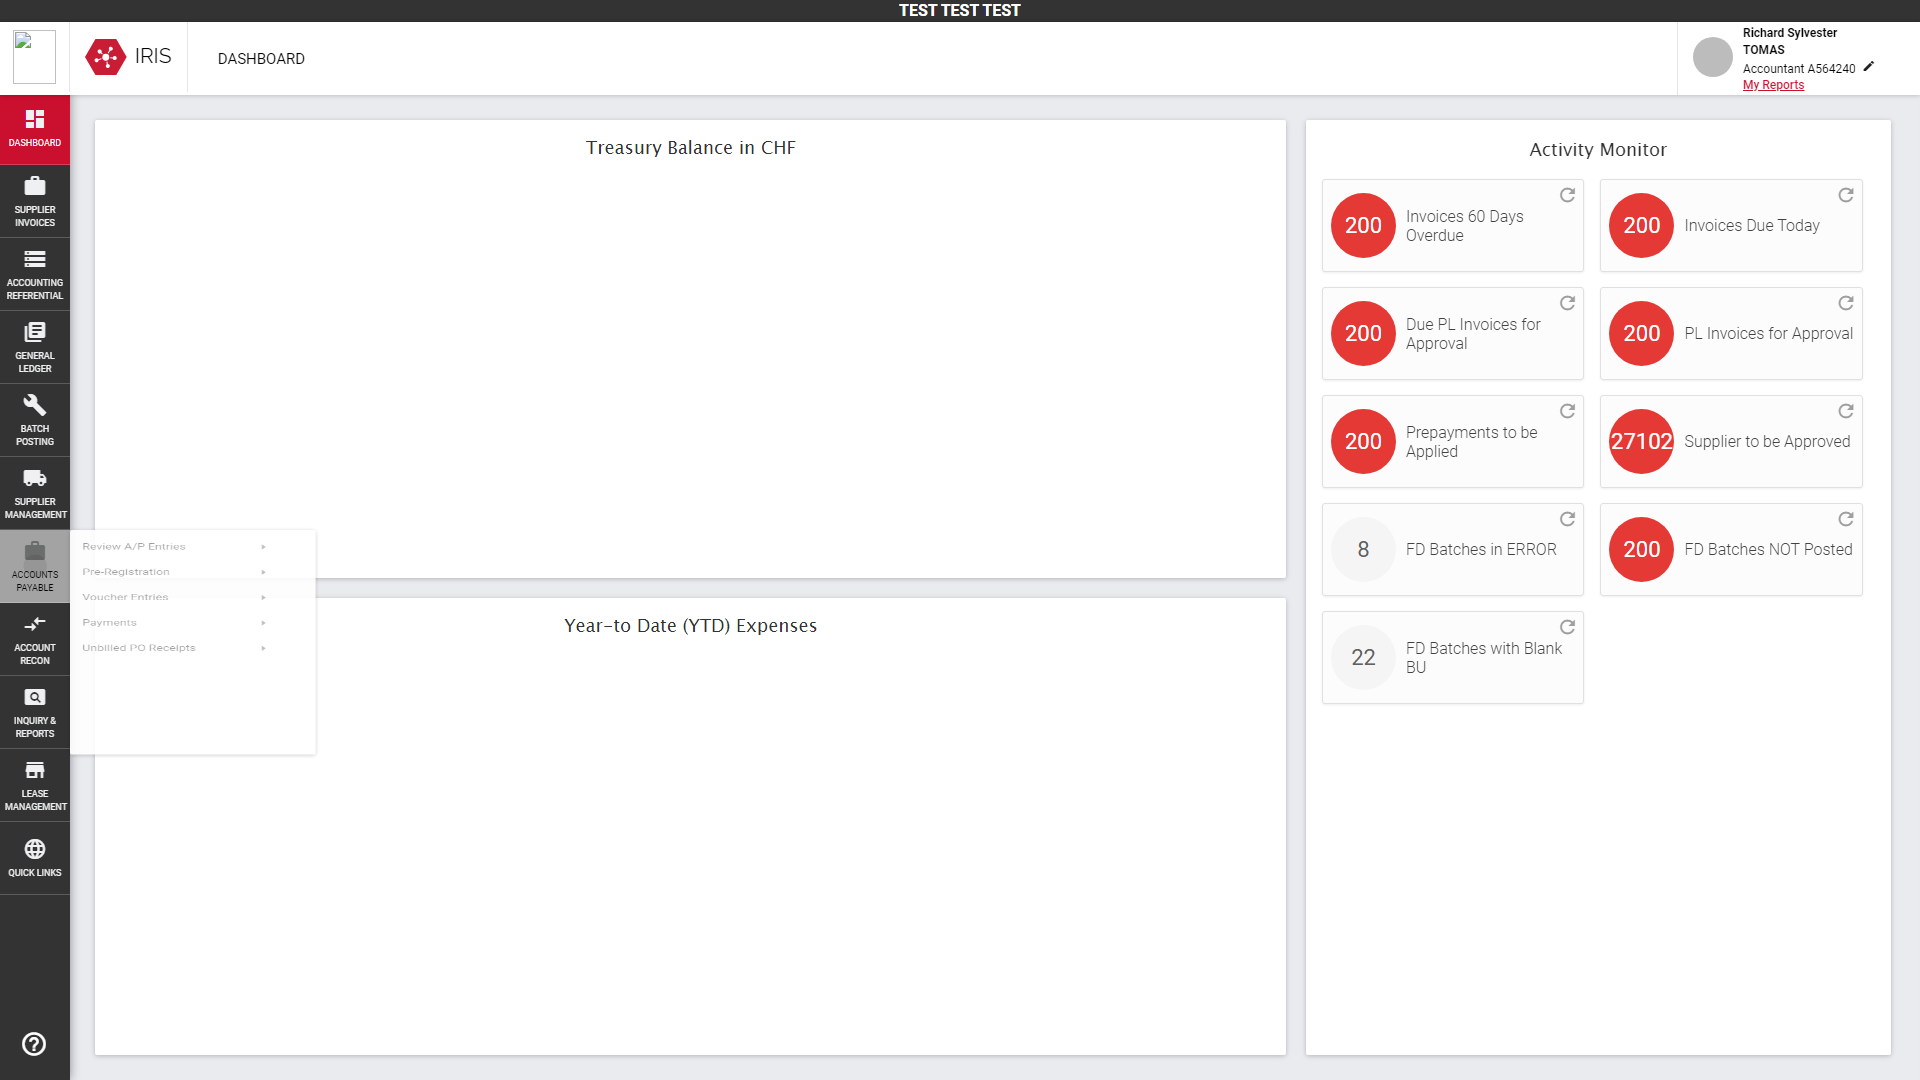 TEST TEST TEST
IRIS
DASHBOARD
Richard Sylvester
TOMAS
Accountant A564240
My Reports
DASHBOARD
SUPPLIER
INVOICES
ACCOUNTING
REFERENTIAL
GENERAL
LEDGER
BATCH
POSTING
SUPPLIER
MANAGEMENT
ACCOUNTS
PAYABLE
ACCOUNT
RECON
INQUIRY &
REPORTS
LEASE
MANAGEMENT
QUICK LINKS
Review A/P Entries
Pre-Registration
Voucher Entries
Payments
Unbilled PO Receipts
Treasury Balance in CHF
Year-to Date (YTD) Expenses
Activity Monitor
200
Invoices 60 Days
Overdue
200
Invoices Due Today
200
Due PL Invoices for
Approval
200
PL Invoices for Approval
200
Prepayments to be
Applied
27102
Supplier to be Approved
8
FD Batches in ERROR
200
FD Batches NOT Posted
22
FD Batches with Blank
BU